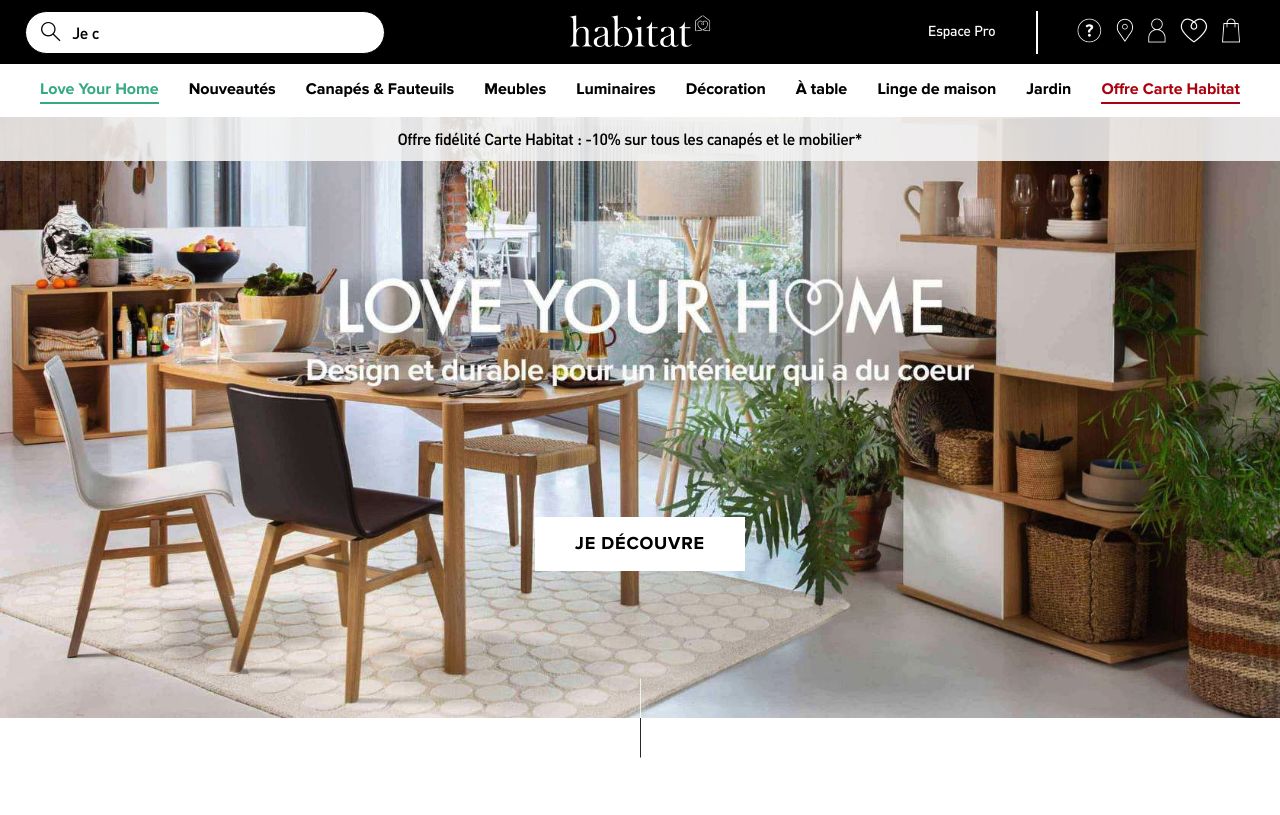 Je c
habitat
Espace Pro
?
Love Your Home Nouveautés Canapés & Fauteuils Meubles Luminaires Décoration À table Linge de maison Jardin Offre Carte Habitat
Offre fidélité Carte Habitat : -10% sur tous les canapés et le mobilier*
LOVE YOUR HOME
Design et durable pour un intérieur qui a du coeur
JE DÉCOUVRE